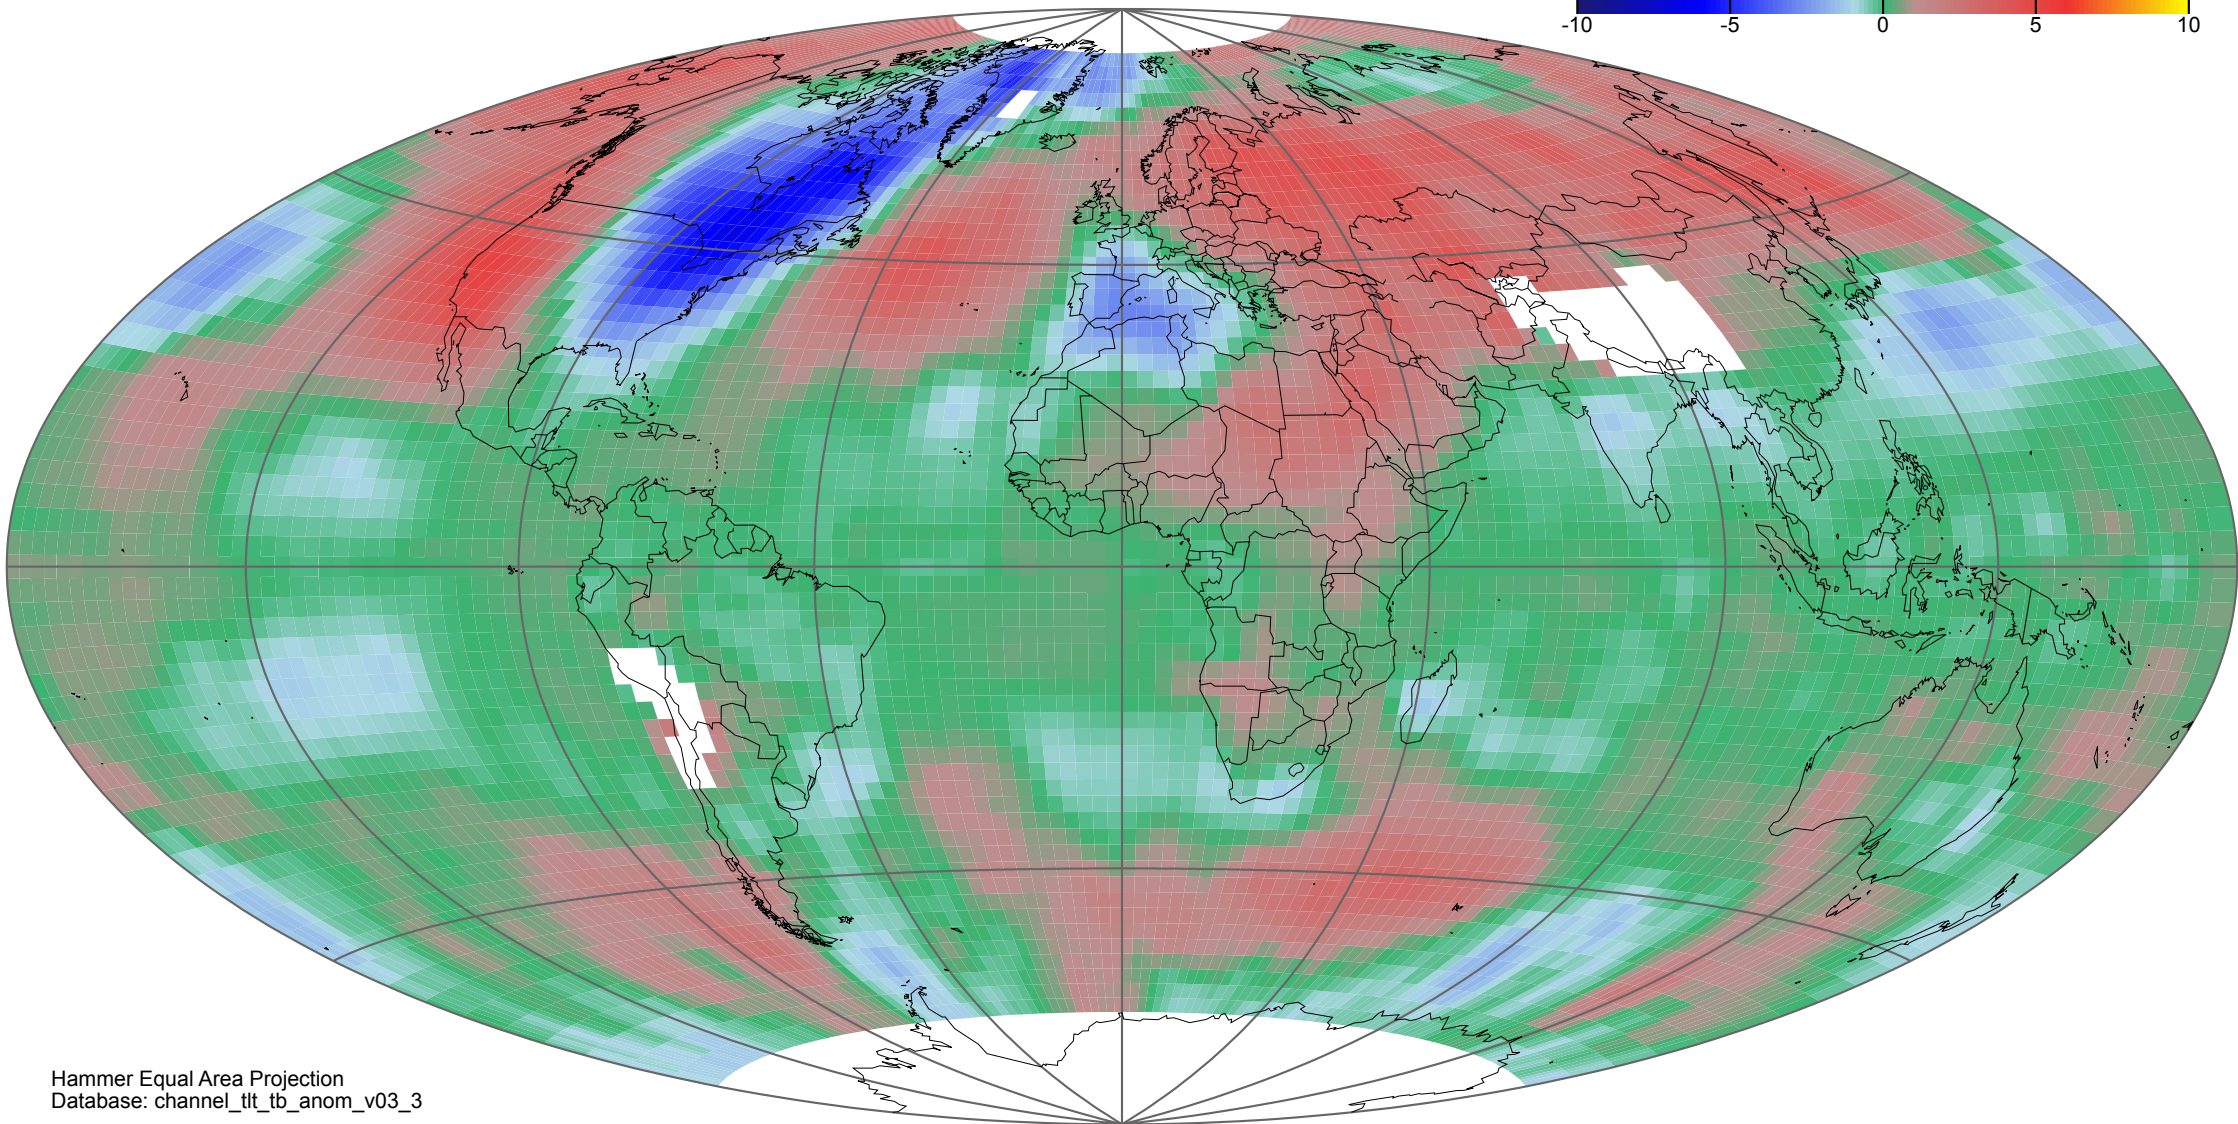 -10 -5 0 5 10
Hammer Equal Area Projection
Database: channel_tlt_tb_anom_v03_3